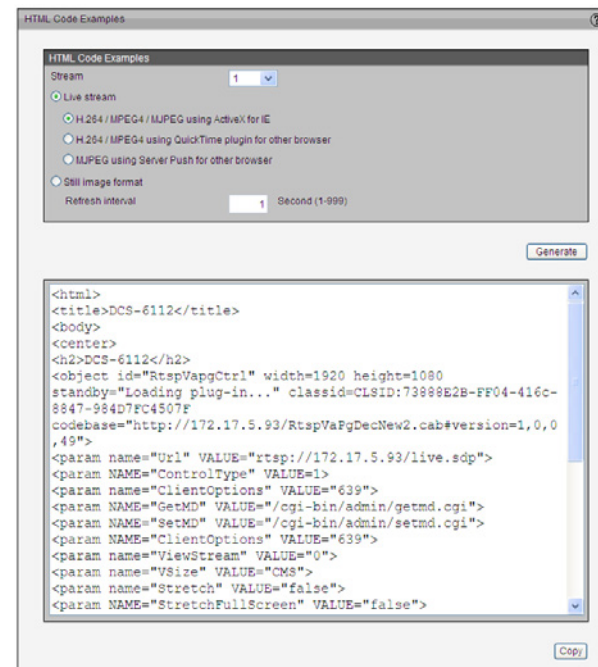 HTML Code Examples
HTML Code Examples
Stream 1
Live stream
H.264 / MPEG4 / MJPEG using ActiveX for IE
H.264 / MPEG4 using QuickTime plugin for other browser
MJPEG using Server Push for other browser
Still image format
Refresh interval 1 Second (1-999)
Generate
<html>
<title>DCS-6112</title>
<body>
<center>
<h2>DCS-6112</h2>
<object id="RtspVapgCtrl" width=1920 height=1080
standby="Loading plug-in..." classid=CLSID:73888E2B-FF04-416c-
8847-984D7FC4507F
codebase="http://172.17.5.93/RtspVaPgDecNew2.cab#version=1,0,0
,49">
<param name="Url" VALUE="rtsp://172.17.5.93/live.sdp">
<param NAME="ControlType" VALUE=1>
<param name="ClientOptions" VALUE="639">
<param name="GetMD" VALUE="/cgi-bin/admin/getmd.cgi">
<param name="SetMD" VALUE="/cgi-bin/admin/setmd.cgi">
<param name="ClientOptions" VALUE="639">
<param name="ViewStream" VALUE="0">
<param name="VSize" VALUE="CMS">
<param name="Stretch" VALUE="false">
<param NAME="StretchFullScreen" VALUE="false">
Copy